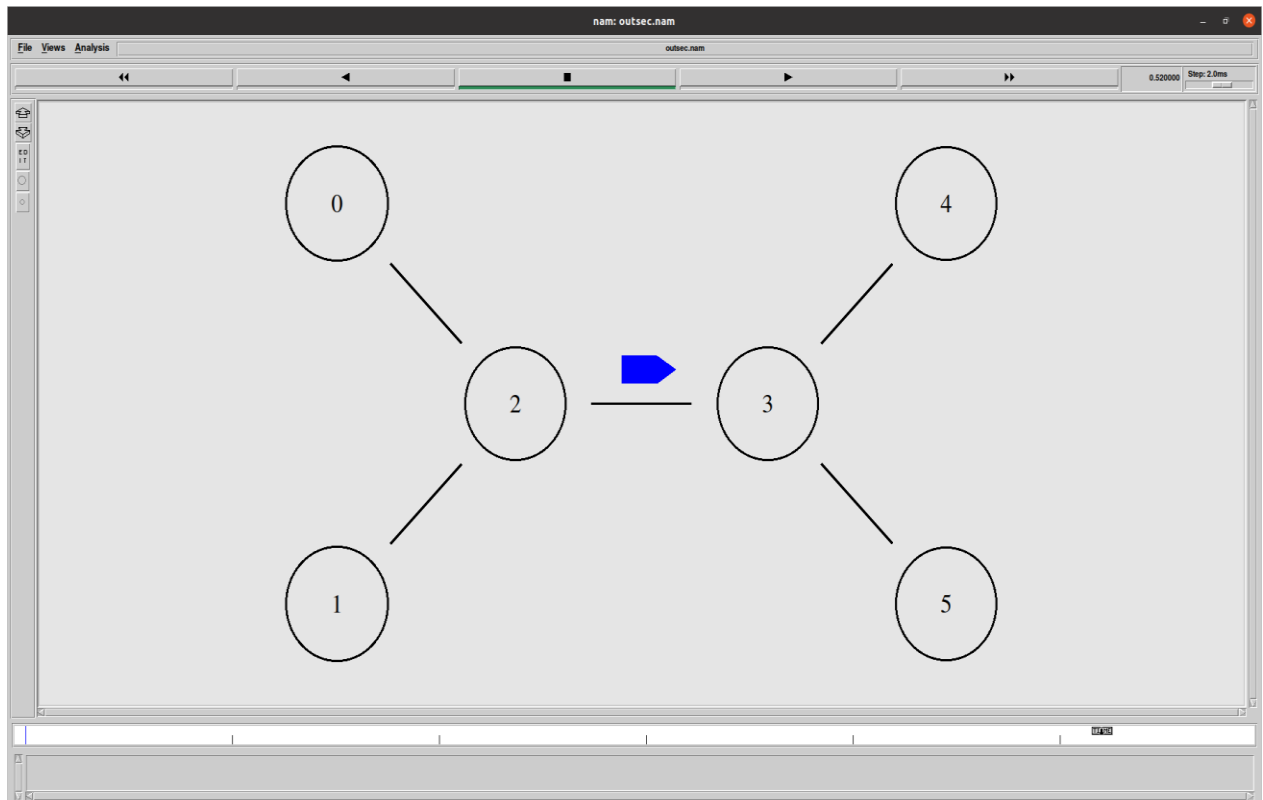 nam: outsec.nam
File Views Analysis outsec.nam
0.520000 Step: 2.0ms
E D
I T
0
4
2
3
1
5